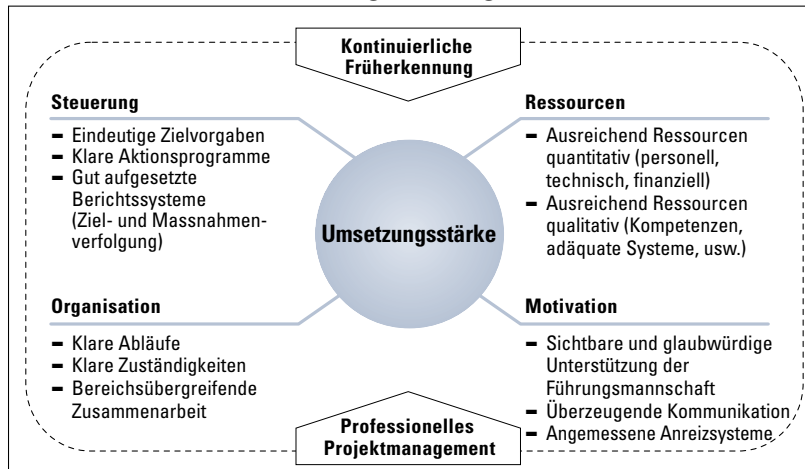 Kontinuierliche
Früherkennung
Steuerung
– Eindeutige Zielvorgaben
– Klare Aktionsprogramme
– Gut aufgesetzte
Berichtssysteme
(Ziel- und Massnahmen-
verfolgung)
Ressourcen
– Ausreichend Ressourcen
quantitativ (personell,
technisch, finanziell)
– Ausreichend Ressourcen
qualitativ (Kompetenzen,
adäquate Systeme, usw.)
Umsetzungsstärke
Organisation
– Klare Abläufe
– Klare Zuständigkeiten
– Bereichsübergreifende
Zusammenarbeit
Motivation
– Sichtbare und glaubwürdige
Unterstützung der
Führungsmannschaft
– Überzeugende Kommunikation
– Angemessene Anreizsysteme
Professionelles
Projektmanagement